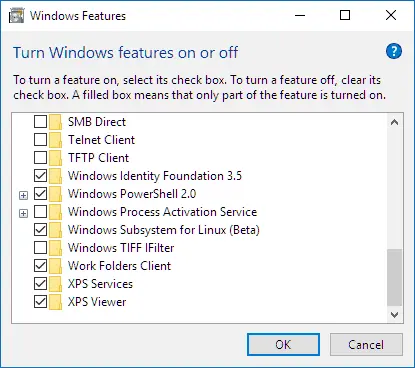 Windows Features
Turn Windows features on or off
?
To turn a feature on, select its check box. To turn a feature off, clear its
check box. A filled box means that only part of the feature is turned on.
SMB Direct
Telnet Client
TFTP Client
Windows Identity Foundation 3.5
Windows PowerShell 2.0
Windows Process Activation Service
Windows Subsystem for Linux (Beta)
Windows TIFF IFilter
Work Folders Client
XPS Services
XPS Viewer
OK Cancel